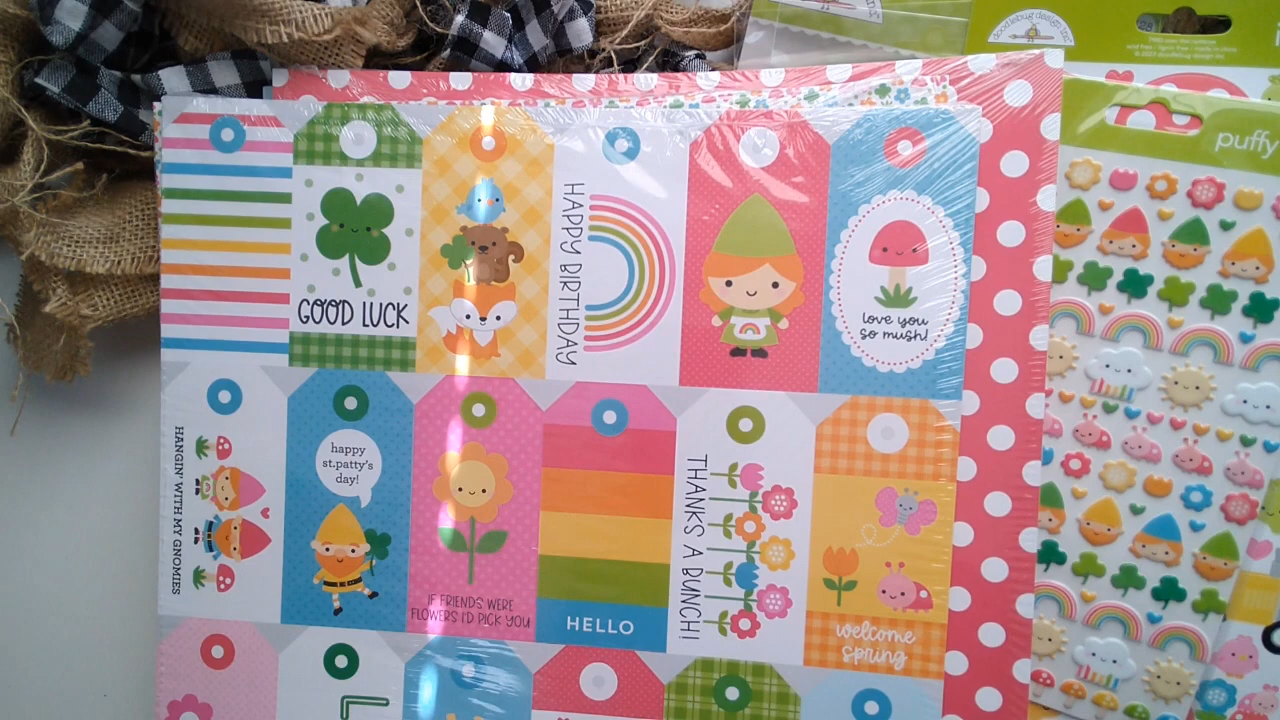 doodlebug design inc
puffy
GOOD LUCK
HAPPY BIRTHDAY
love you
so mush!
HANGIN' WITH MY GNOMIES
happy
st.patty's
day!
IF FRIENDS WERE
FLOWERS I'D PICK YOU
HELLO
THANKS A BUNCH!
welcome
spring